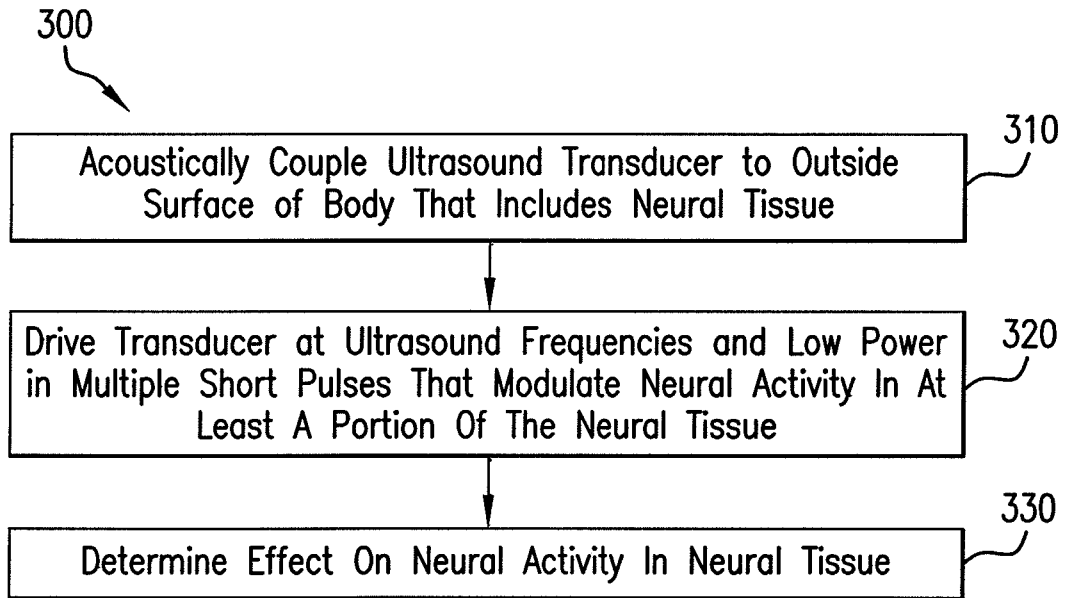 300
310
Acoustically Couple Ultrasound Transducer to Outside
Surface of Body That Includes Neural Tissue
320
Drive Transducer at Ultrasound Frequencies and Low Power
in Multiple Short Pulses That Modulate Neural Activity In At
Least A Portion Of The Neural Tissue
330
Determine Effect On Neural Activity In Neural Tissue